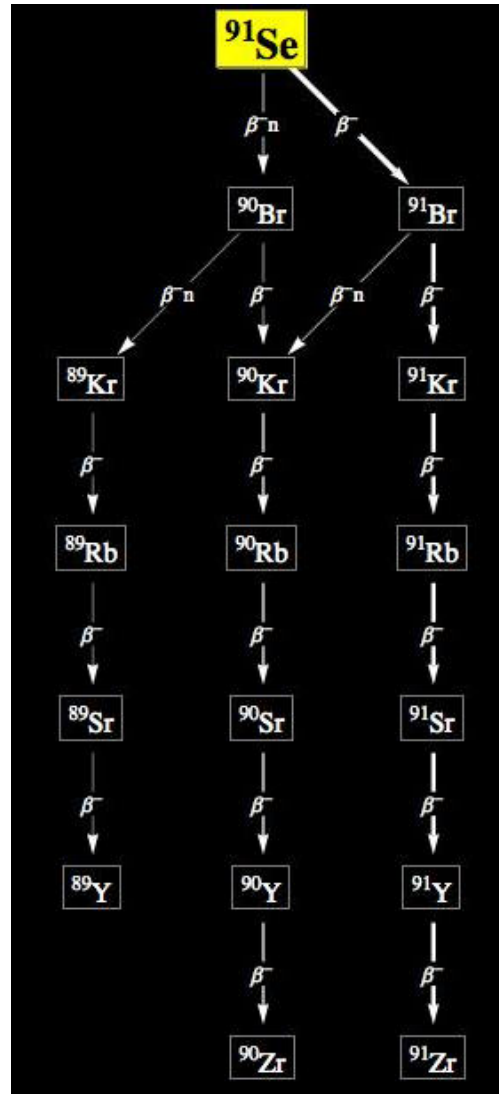 ⁹¹Se
β⁻n β⁻
⁹⁰Br ⁹¹Br
β⁻n β⁻ β⁻n β⁻
⁸⁹Kr ⁹⁰Kr ⁹¹Kr
β⁻ β⁻ β⁻
⁸⁹Rb ⁹⁰Rb ⁹¹Rb
β⁻ β⁻ β⁻
⁸⁹Sr ⁹⁰Sr ⁹¹Sr
β⁻ β⁻ β⁻
⁸⁹Y ⁹⁰Y ⁹¹Y
β⁻ β⁻
⁹⁰Zr ⁹¹Zr